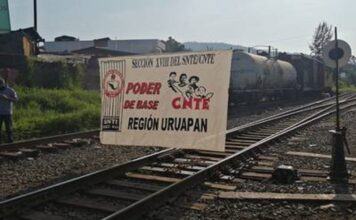 SECCIÓN XVIII DEL SNTE/CNTE
PODER
DE BASE
CNTE
REGIÓN URUAPAN